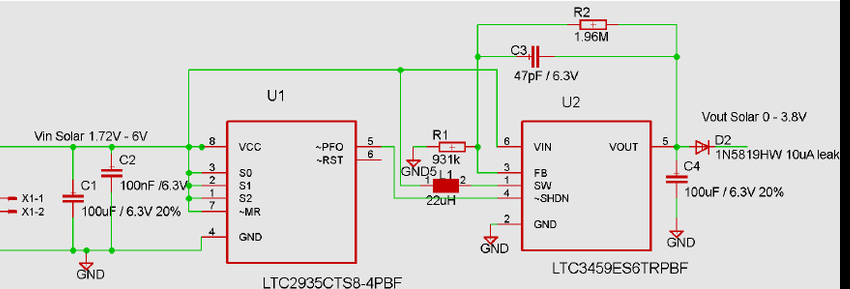 R2
1.96M
C3
47pF / 6.3V
U1
U2
Vout Solar 0 - 3.8V
Vin Solar 1.72V - 6V
8 VCC ~PFO 5
~RST 6
R1
931k
GND5
6 VIN VOUT 5
D2
1N5819HW 10uA leak
C2
100nF /6.3V
3 S0
2 S1
1 S2
7 ~MR
L1
1 2
22uH
3 FB
1 SW
4 ~SHDN
C4
100uF / 6.3V 20%
X1-1
X1-2
C1
100uF / 6.3V 20%
4 GND
2 GND
GND
GND
GND
LTC2935CTS8-4PBF
LTC3459ES6TRPBF